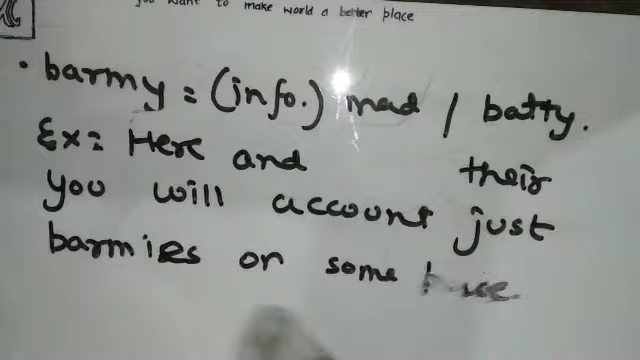 you want to make world a better place
• barmy = (info.) mad / batty.
Ex: Here and their
you will account just
barmies or some